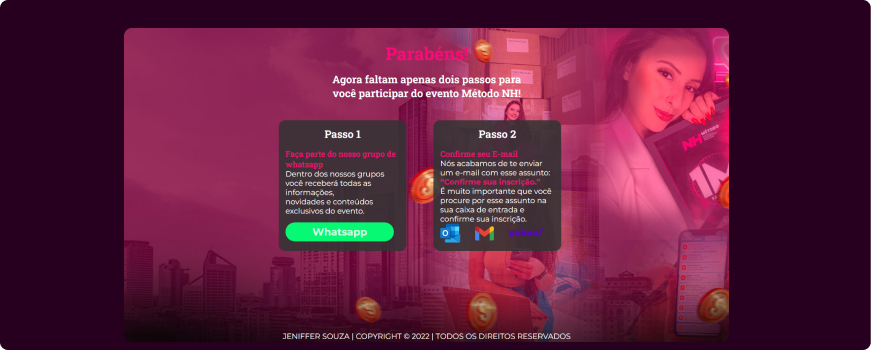 Parabéns!
Agora faltam apenas dois passos para
você participar do evento Método NH!
Passo 1
Faça parte do nosso grupo de
whatsapp
Dentro dos nossos grupos
você receberá todas as
informações,
novidades e conteúdos
exclusivos do evento.
Whatsapp
Passo 2
Confirme seu E-mail
Nós acabamos de te enviar
um e-mail com esse assunto:
"Confirme sua inscrição."
É muito importante que você
procure por esse assunto na
sua caixa de entrada e
confirme sua inscrição.
yahoo!
NH
JENIFFER SOUZA | COPYRIGHT © 2022 | TODOS OS DIREITOS RESERVADOS